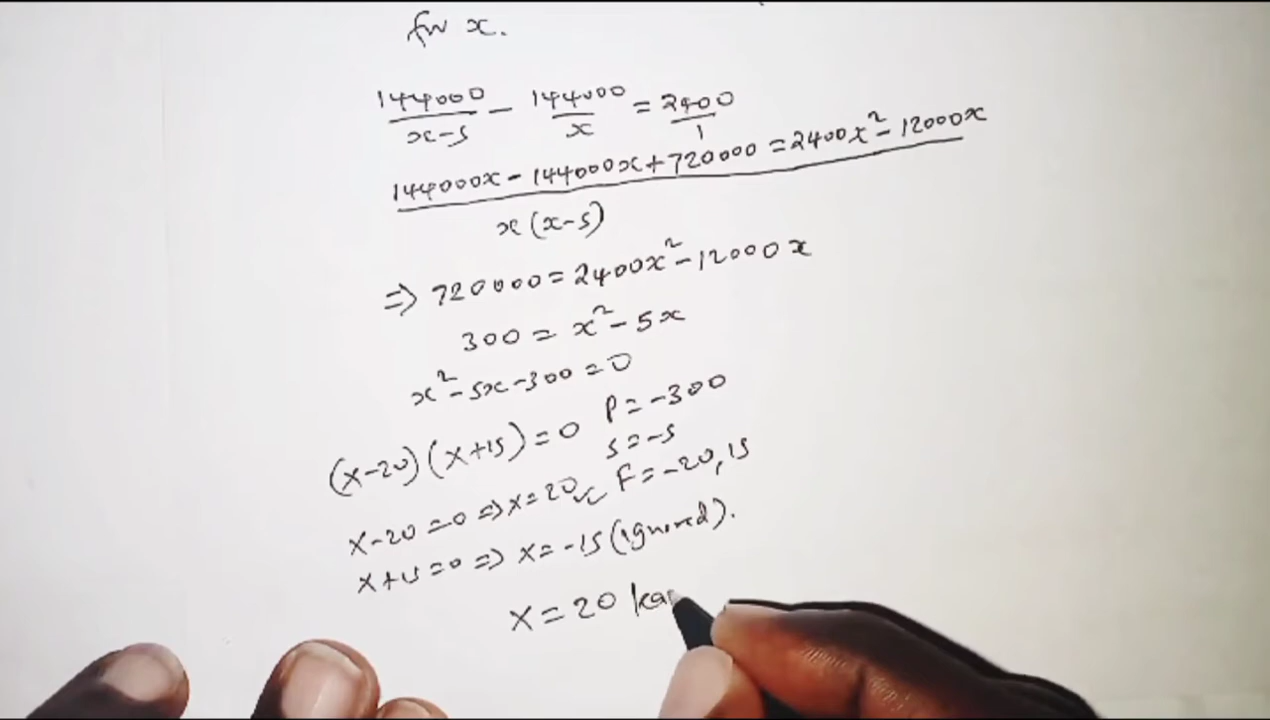 for x.
144000/x-5 - 144000/x = 2400/1
144000x - 144000x + 720000 = 2400x² - 12000x
x(x-5)
⇒ 720000 = 2400x² - 12000x
300 = x² - 5x
x² - 5x - 300 = 0
(x-20)(x+15) = 0 P = -300
S = -5
x-20 = 0 ⇒ x = 20 ✓ F = -20, 15
x+15 = 0 ⇒ x = -15 (ignored).
x = 20